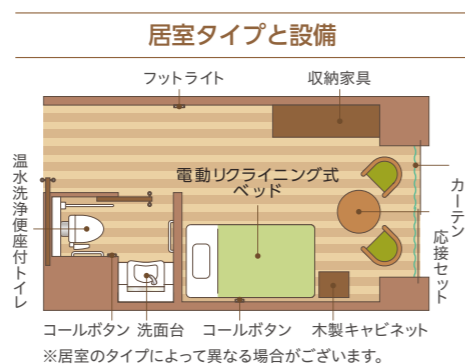 居室タイプと設備
フットライト
収納家具
温水洗浄便座付トイレ
電動リクライニング式
ベッド
カーテン
応接セット
コールボタン
洗面台
コールボタン
木製キャビネット
※居室のタイプによって異なる場合がございます。